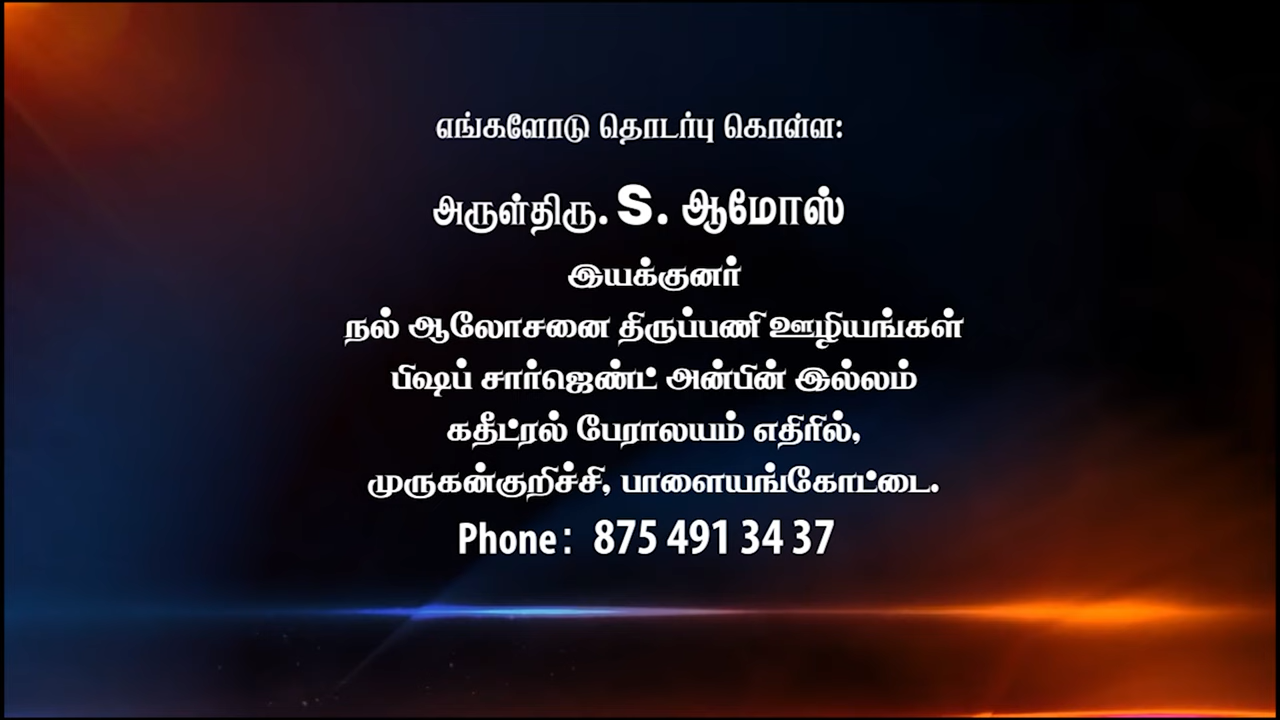 எங்களோடு தொடர்பு கொள்ள:
அருள்திரு. S. ஆமோஸ்
இயக்குனர்
நல் ஆலோசனை திருப்பணி ஊழியங்கள்
பிஷப் சார்ஜெண்ட் அன்பின் இல்லம்
கதீட்ரல் பேராலயம் எதிரில்,
முருகன்குறிச்சி, பாளையங்கோட்டை.
Phone : 875 491 34 37